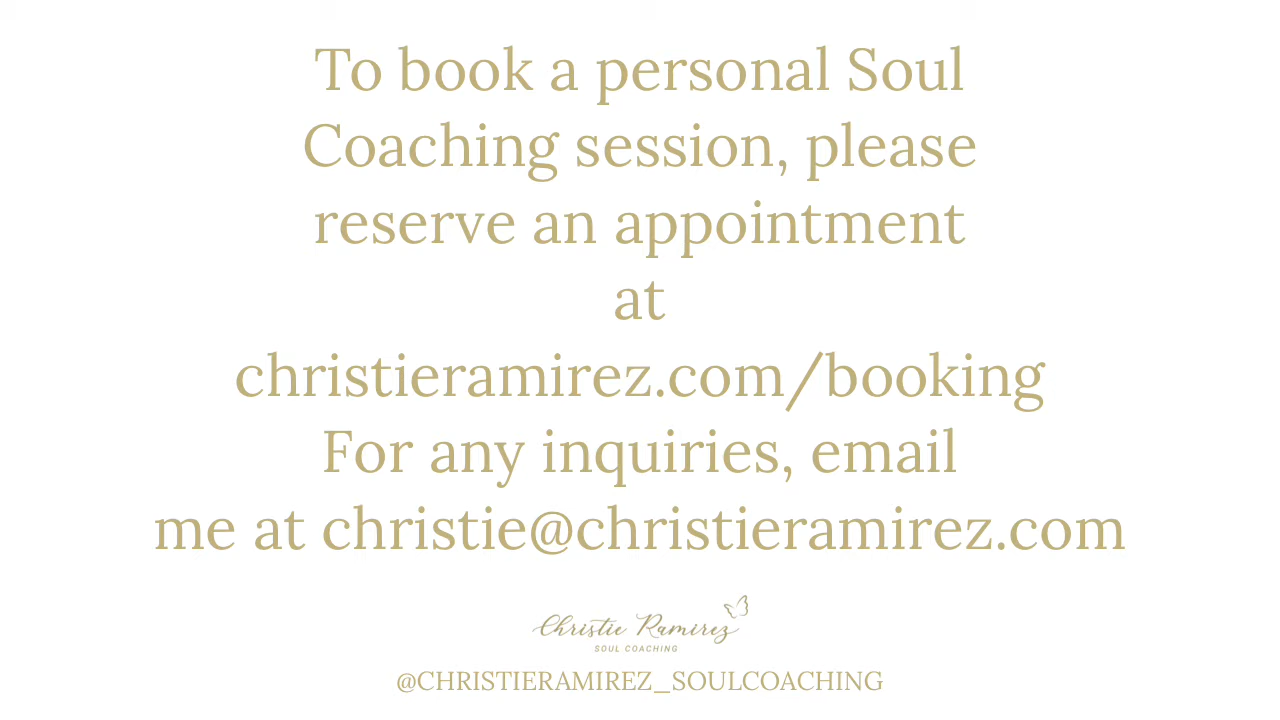 To book a personal Soul
Coaching session, please
reserve an appointment
at
christieramirez.com/booking
For any inquiries, email
me at christie@christieramirez.com
Christie Ramirez
SOUL COACHING
@CHRISTIERAMIREZ_SOULCOACHING